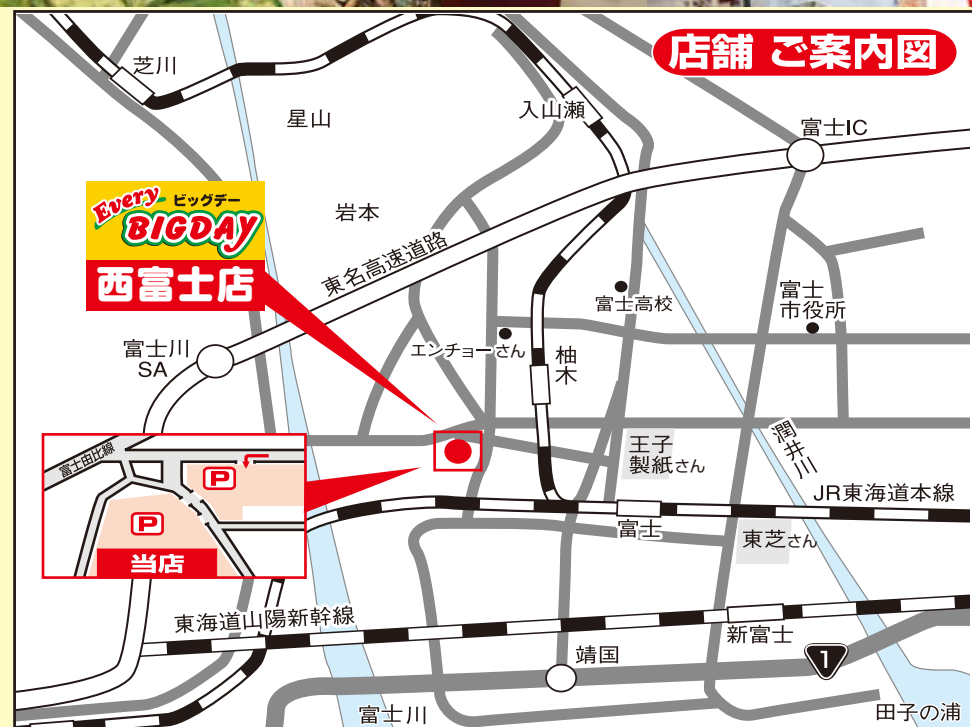 店舗 ご案内図
芝川
星山
入山瀬
富士IC
Every ビッグデー
BIGDAY
西富士店
岩本
東名高速道路
富士高校
富士
市役所
富士川
SA
エンチョーさん
柚木
富士由比線
P
P
当店
王子
製紙さん
潤井川
JR東海道本線
富士
東芝さん
東海道山陽新幹線
新富士
靖国
1
富士川
田子の浦